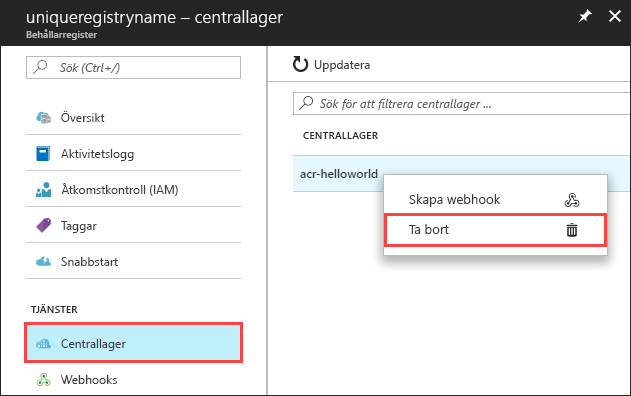 uniqueregistryname – centrallager
Behållarregister
Sök (Ctrl+/)
Översikt
Aktivitetslogg
Åtkomstkontroll (IAM)
Taggar
Snabbstart
TJÄNSTER
Centrallager
Webhooks
Uppdatera
Sök för att filtrera centrallager ...
CENTRALLAGER
acr-helloworld
Skapa webhook
Ta bort